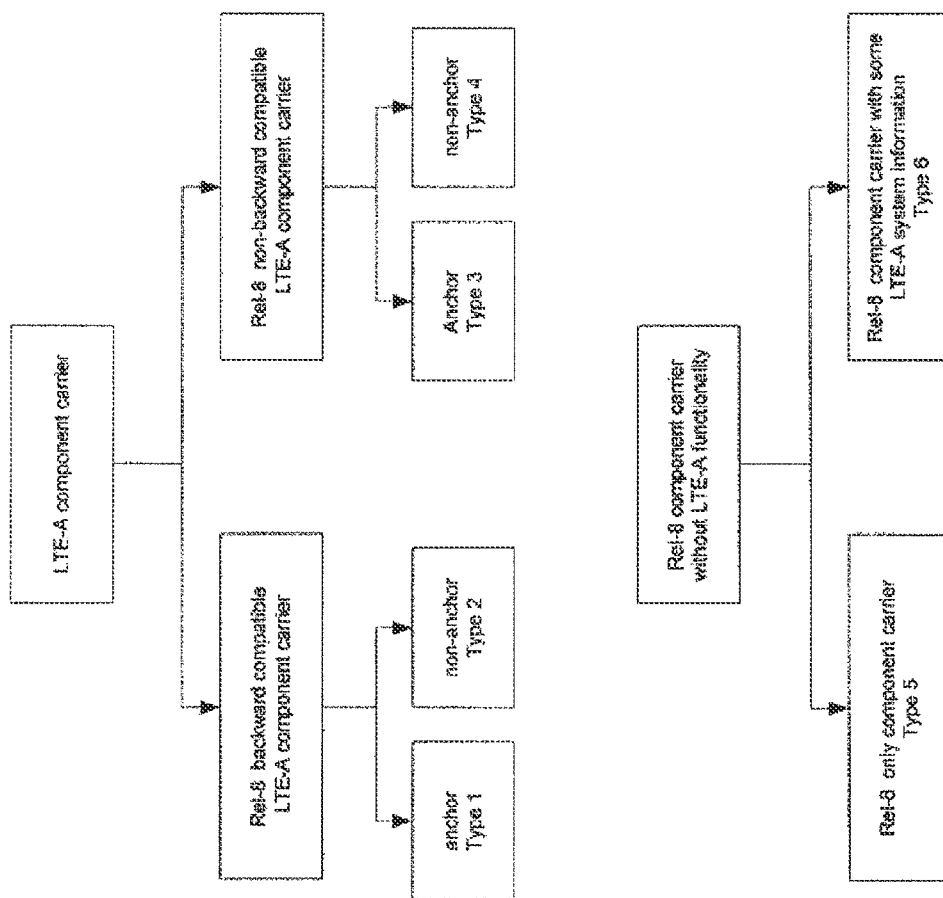 LTE-A component carrier
Rel-8 backward compatible
LTE-A component carrier
Rel-8 non-backward compatible
LTE-A component carrier
anchor
Type 1
non-anchor
Type 2
Anchor
Type 3
non-anchor
Type 4
Rel-8 component carrier
without LTE-A functionality
Rel-8 only component carrier
Type 5
Rel-8 component carrier with some
LTE-A system information
Type 6